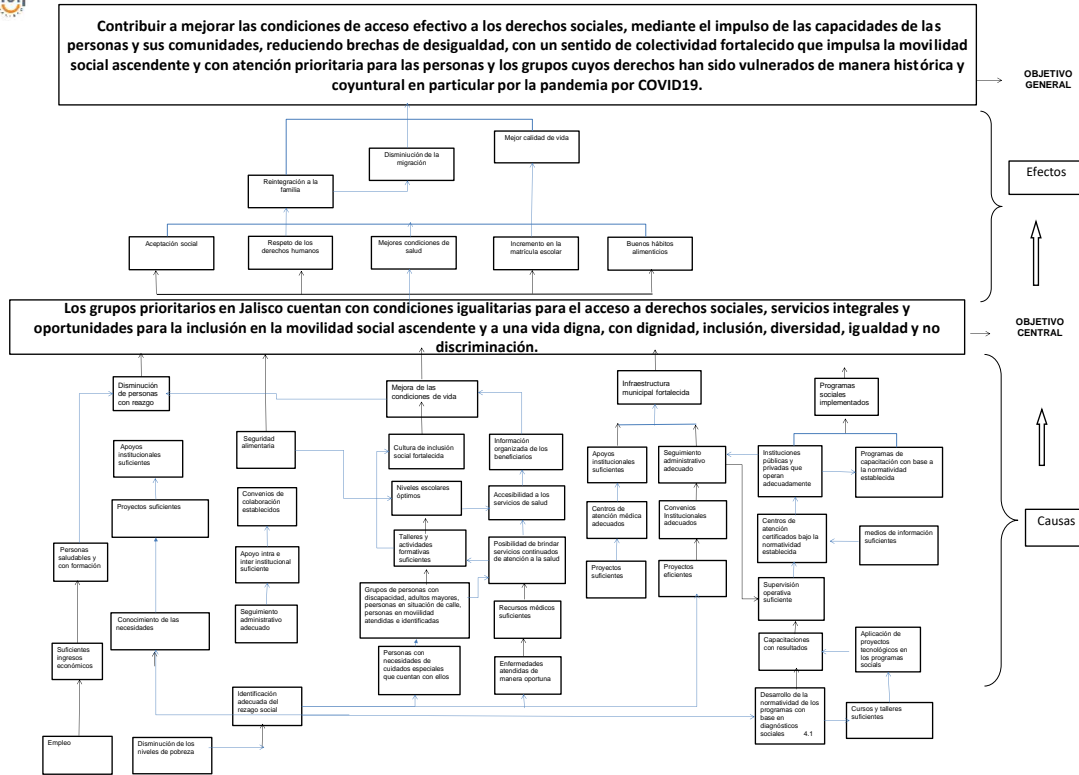 Contribuir a mejorar las condiciones de acceso efectivo a los derechos sociales, mediante el impulso de las capacidades de las
personas y sus comunidades, reduciendo brechas de desigualdad, con un sentido de colectividad fortalecido que impulsa la movilidad
social ascendente y con atención prioritaria para las personas y los grupos cuyos derechos han sido vulnerados de manera histórica y
coyuntural en particular por la pandemia por COVID19.
OBJETIVO
GENERAL
Mejor calidad de vida
Disminiución de la
migración
Reintegración a la
familia
Efectos
Aceptación social
Respeto de los
derechos humanos
Mejores condiciones de
salud
Incremento en la
matrícula escolar
Buenos hábitos
alimenticios
Los grupos prioritarios en Jalisco cuentan con condiciones igualitarias para el acceso a derechos sociales, servicios integrales y
oportunidades para la inclusión en la movilidad social ascendente y a una vida digna, con dignidad, inclusión, diversidad, igualdad y no
discriminación.
OBJETIVO
CENTRAL
Disminución
de personas
con reazgo
Mejora de las
condiciones de vida
Infraestructura
municipal fortalecida
Programas
sociales
implementados
Apoyos
institucionales
suficientes
Seguridad
alimentaria
Cultura de inclusión
social fortalecida
Información
organizada de los
beneficiarios
Apoyos
institucionales
suficientes
Seguimiento
administrativo
adecuado
Instituciones
públicas y
privadas que
operan
adecuadamente
Programas de
capacitación con base a
la normatividad
establecida
Proyectos suficientes
Convenios de
colaboración
establecidos
Niveles escolares
óptimos
Accesibilidad a los
servicios de salud
Centros de
atención médica
adecuados
Convenios
Institucionales
adecuados
Centros de
atención
certificados bajo la
normatividad
establecida
medios de información
suficientes
Causas
Personas
saludables y
con formación
Apoyo intra e
inter institucional
suficiente
Talleres y
actividades
formativas
suficientes
Posibilidad de brindar
servicios continuados
de atención a la salud
Proyectos
suficientes
Proyectos
eficientes
Supervisión
operativa
suficiente
Conocimiento de las
necesidades
Seguimiento
administrativo
adecuado
Grupos de personas con
discapacidad, adultos mayores,
peersonas en situación de calle,
personas en movilidad
atendidas e identificadas
Recursos médicos
suficientes
Suficientes
ingresos
económicos
Personas con
necesidades de
cuidados especiales
que cuentan con ellos
Enfermedades
atendidas de
manera oportuna
Capacitaciones
con resultados
Aplicación de
proyectos
tecnológicos en
los programas
socials
Identificación
adecuada del
rezago social
Desarrollo de la
normatividad de los
programas con
base en
diagnósticos
sociales 4.1
Cursos y talleres
suficientes
Empleo
Disminución de los
niveles de pobreza